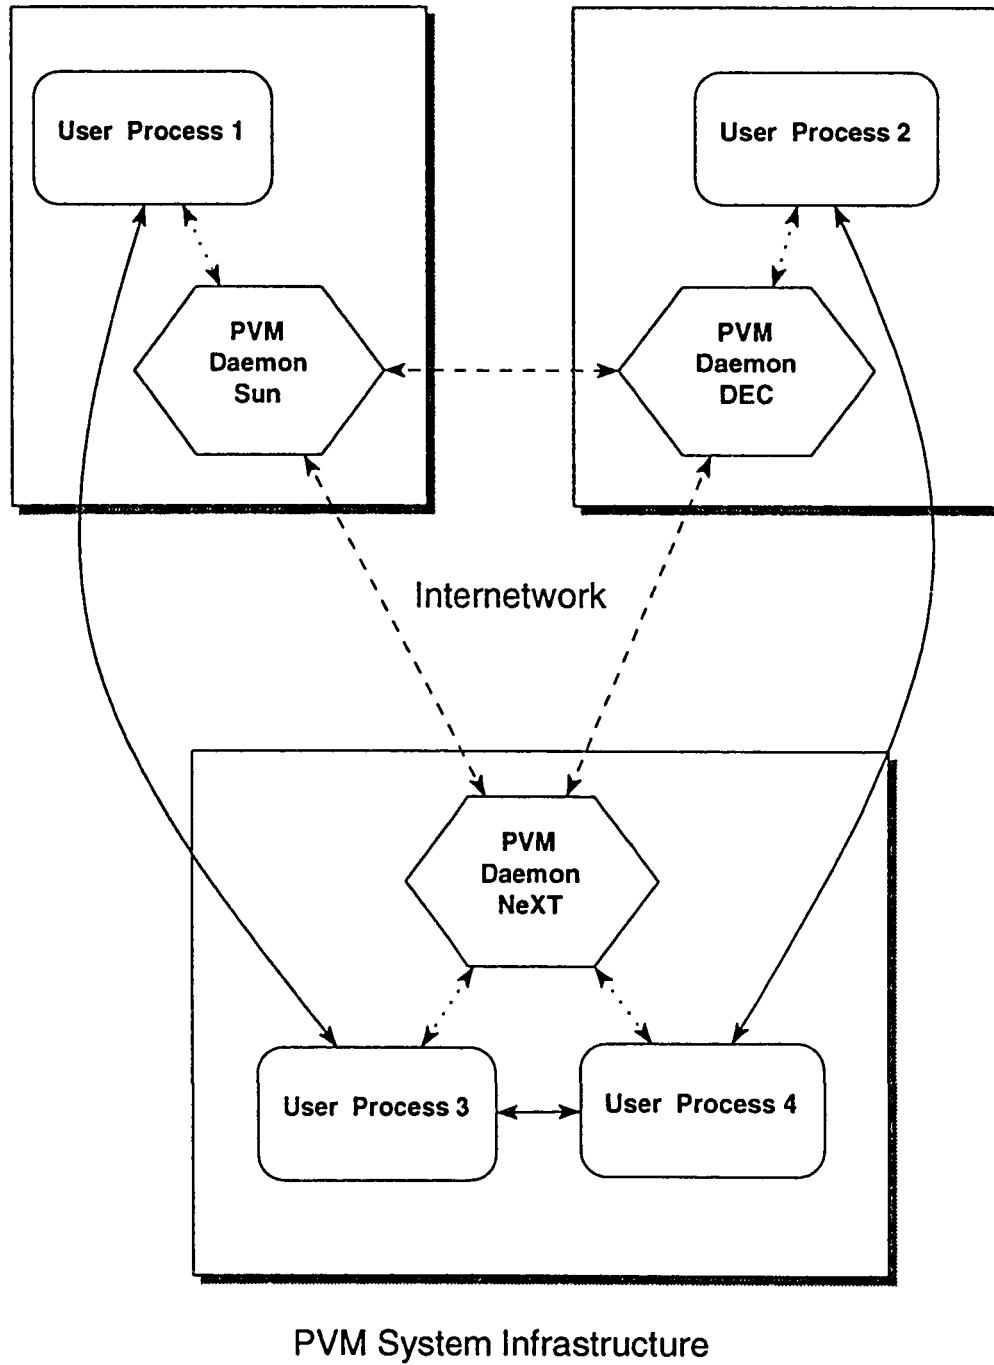 User Process 1
User Process 2
PVM
Daemon
Sun
PVM
Daemon
DEC
Internetwork
PVM
Daemon
NeXT
User Process 3
User Process 4
PVM System Infrastructure